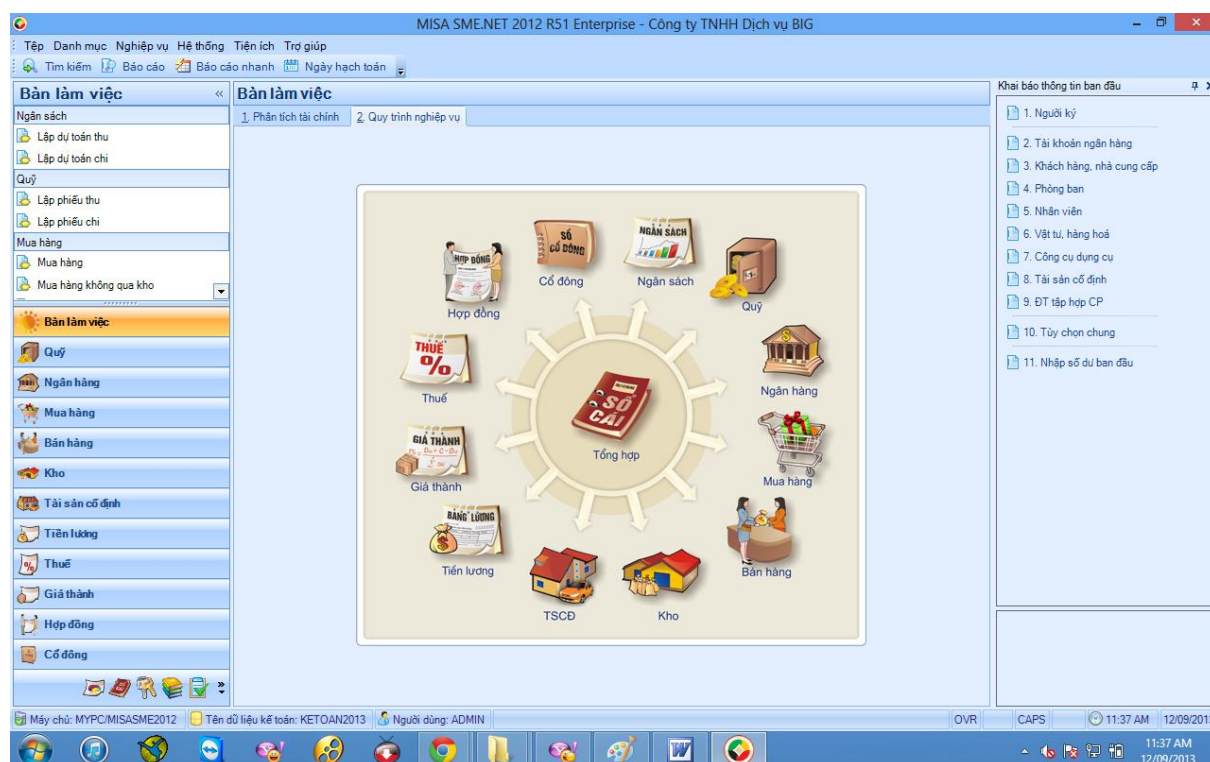 MISA SME.NET 2012 R51 Enterprise - Công ty TNHH Dịch vụ BIG
Tệp Danh mục Nghiệp vụ Hệ thống Tiện ích Trợ giúp
Tìm kiếm Báo cáo Báo cáo nhanh Ngày hạch toán
Bàn làm việc
Ngân sách
Lập dự toán thu
Lập dự toán chi
Quỹ
Lập phiếu thu
Lập phiếu chi
Mua hàng
Mua hàng
Mua hàng không qua kho
Bàn làm việc
Quỹ
Ngân hàng
Mua hàng
Bán hàng
Kho
Tài sản cố định
Tiền lương
Thuế
Giá thành
Hợp đồng
Cổ đông
Bàn làm việc
1. Phân tích tài chính 2. Quy trình nghiệp vụ
HỢP ĐỒNG
Hợp đồng
SỔ
CỔ ĐÔNG
Cổ đông
NGÂN SÁCH
Ngân sách
Quỹ
THUẾ
%
Thuế
Ngân hàng
SỔ
CÁI
Tổng hợp
GIÁ THÀNH
Giá thành
Mua hàng
BẢNG LƯƠNG
Tiền lương
Bán hàng
TSCĐ
Kho
Khai báo thông tin ban đầu
1. Người ký
2. Tài khoản ngân hàng
3. Khách hàng, nhà cung cấp
4. Phòng ban
5. Nhân viên
6. Vật tư, hàng hoá
7. Công cụ dụng cụ
8. Tài sản cố định
9. ĐT tập hợp CP
10. Tùy chọn chung
11. Nhập số dư ban đầu
Máy chủ: MYPC/MISASME2012 Tên dữ liệu kế toán: KETOAN2013 Người dùng: ADMIN OVR CAPS 11:37 AM 12/09/201
11:37 AM
12/09/2013